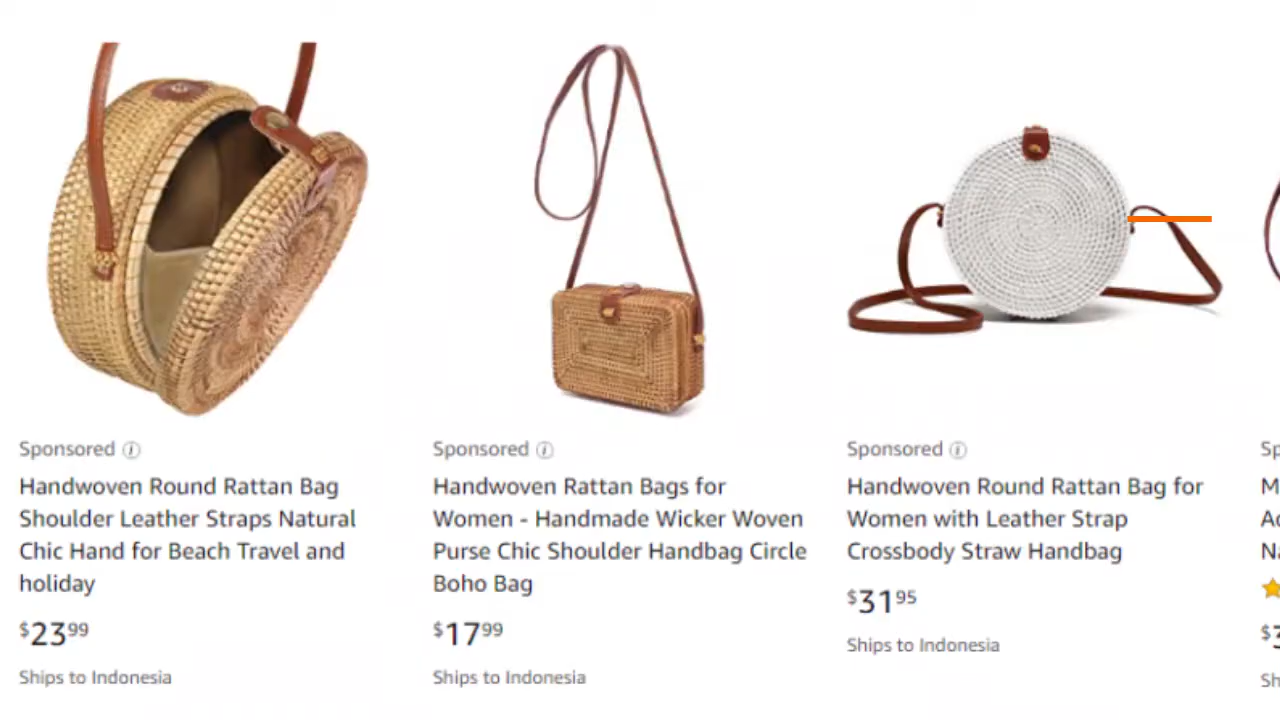 Sponsored
Handwoven Round Rattan Bag
Shoulder Leather Straps Natural
Chic Hand for Beach Travel and
holiday
$23.99
Ships to Indonesia
Sponsored
Handwoven Rattan Bags for
Women - Handmade Wicker Woven
Purse Chic Shoulder Handbag Circle
Boho Bag
$17.99
Ships to Indonesia
Sponsored
Handwoven Round Rattan Bag for
Women with Leather Strap
Crossbody Straw Handbag
$31.95
Ships to Indonesia